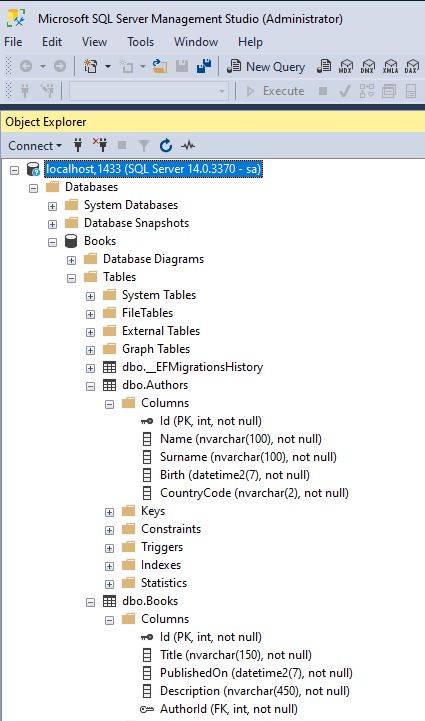 Microsoft SQL Server Management Studio (Administrator)
File Edit View Tools Window Help
New Query MDX DMX XMLA DAX
Execute
Object Explorer
Connect
localhost,1433 (SQL Server 14.0.3370 - sa)
Databases
System Databases
Database Snapshots
Books
Database Diagrams
Tables
System Tables
FileTables
External Tables
Graph Tables
dbo.__EFMigrationsHistory
dbo.Authors
Columns
Id (PK, int, not null)
Name (nvarchar(100), not null)
Surname (nvarchar(100), not null)
Birth (datetime2(7), not null)
CountryCode (nvarchar(2), not null)
Keys
Constraints
Triggers
Indexes
Statistics
dbo.Books
Columns
Id (PK, int, not null)
Title (nvarchar(150), not null)
PublishedOn (datetime2(7), not null)
Description (nvarchar(450), not null)
AuthorId (FK, int, not null)